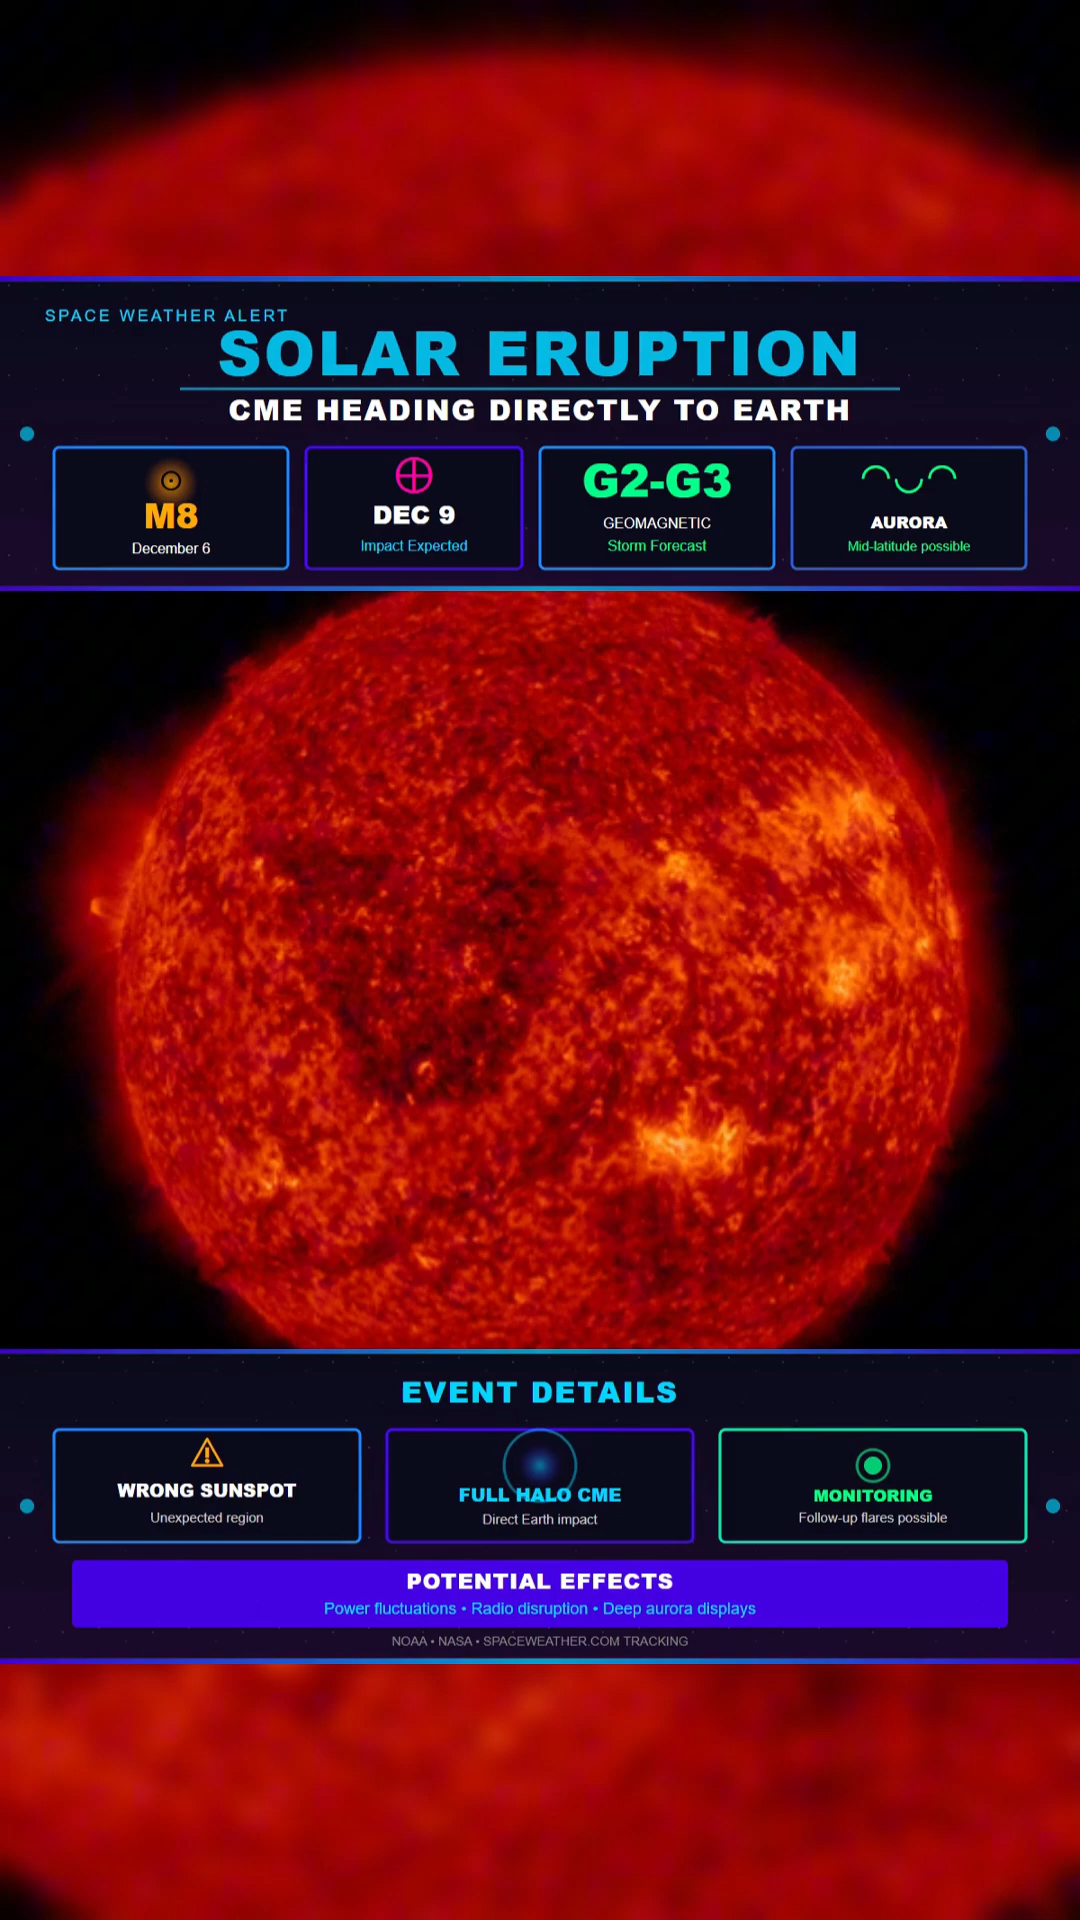 SPACE WEATHER ALERT
SOLAR ERUPTION
CME HEADING DIRECTLY TO EARTH
M8
December 6
DEC 9
Impact Expected
G2-G3
GEOMAGNETIC
Storm Forecast
AURORA
Mid-latitude possible
EVENT DETAILS
WRONG SUNSPOT
Unexpected region
FULL HALO CME
Direct Earth impact
MONITORING
Follow-up flares possible
POTENTIAL EFFECTS
Power fluctuations • Radio disruption • Deep aurora displays
NOAA • NASA • SPACEWEATHER.COM TRACKING